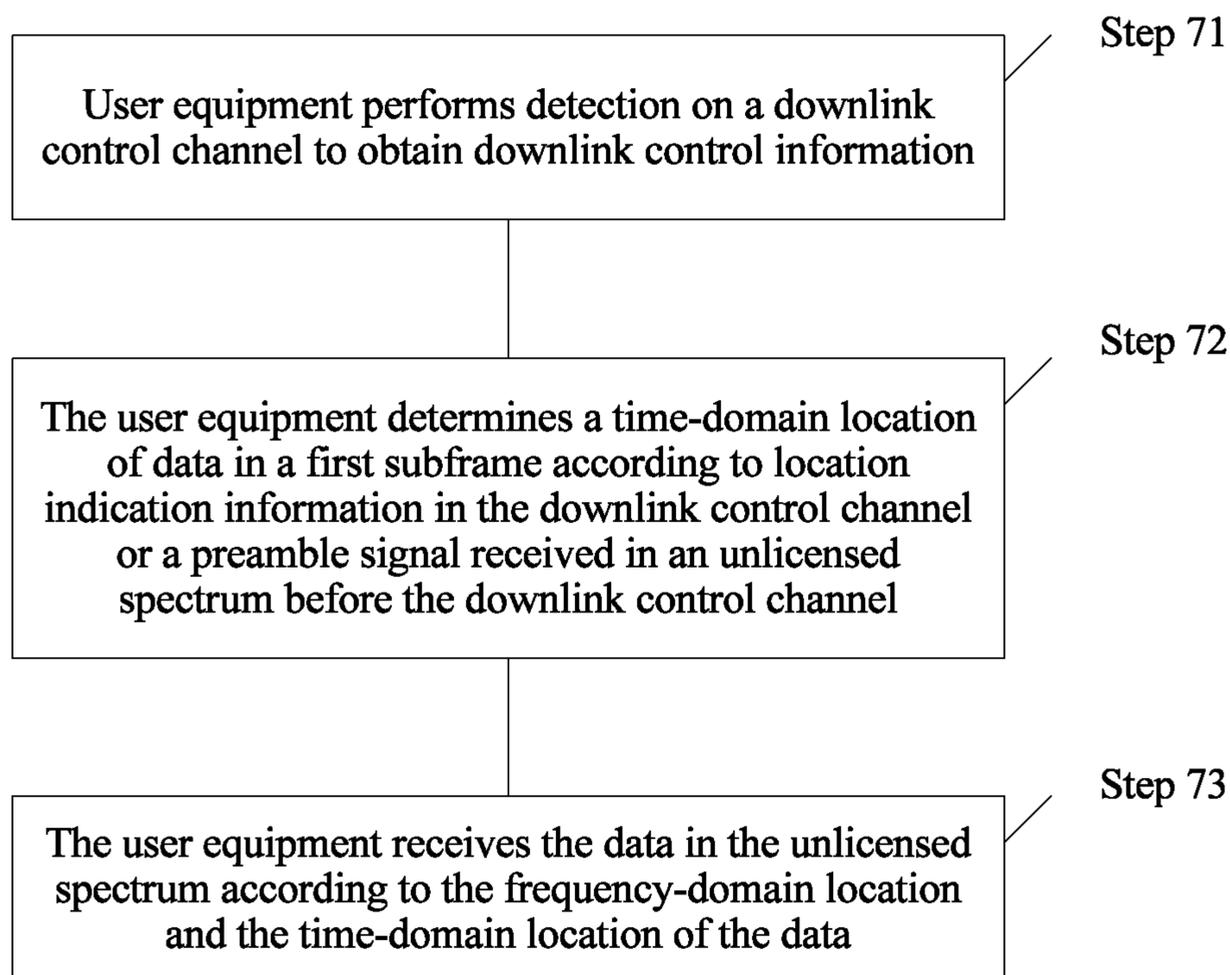 Step 71
User equipment performs detection on a downlink
control channel to obtain downlink control information
Step 72
The user equipment determines a time-domain location
of data in a first subframe according to location
indication information in the downlink control channel
or a preamble signal received in an unlicensed
spectrum before the downlink control channel
Step 73
The user equipment receives the data in the unlicensed
spectrum according to the frequency-domain location
and the time-domain location of the data